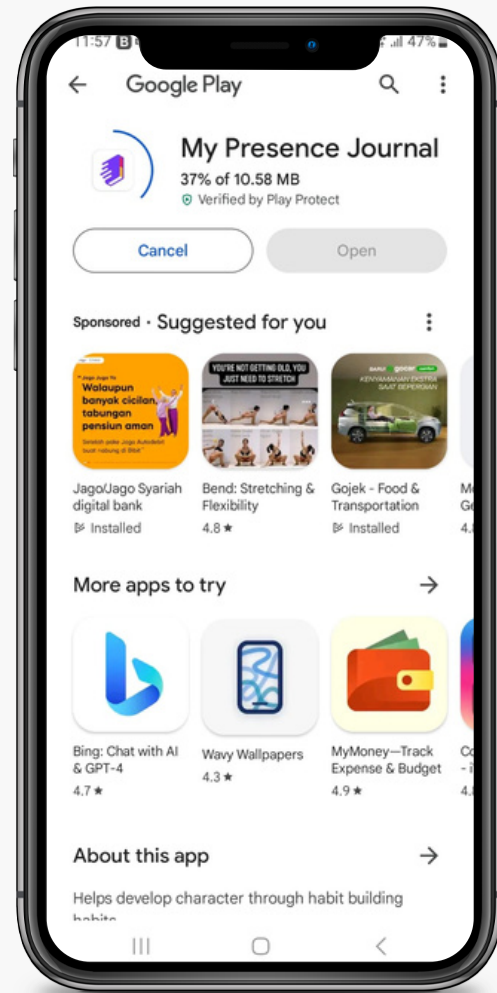 11:57
47%
Google Play
My Presence Journal
37% of 10.58 MB
Verified by Play Protect
Cancel
Open
Sponsored · Suggested for you
Walaupun
banyak cicilan,
tabungan
pensiun aman
YOU'RE NOT GETTING OLD, YOU
JUST NEED TO STRETCH
gocar
KENYAMANAN EKSTRA
SAAT BEPERGIAN
Jago/Jago Syariah
digital bank
Installed
Bend: Stretching &
Flexibility
4.8 ★
Gojek - Food &
Transportation
Installed
More apps to try
Bing: Chat with AI
& GPT-4
4.7 ★
Wavy Wallpapers
4.3 ★
MyMoney—Track
Expense & Budget
4.9 ★
About this app
Helps develop character through habit building
habits